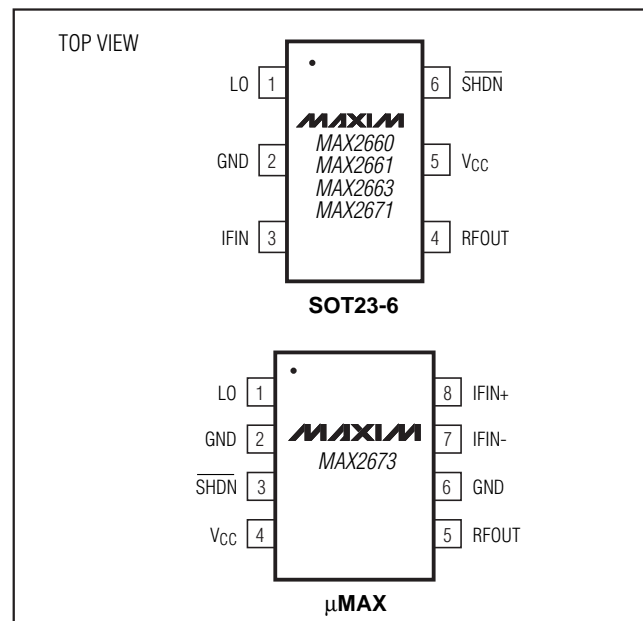 TOP VIEW
LO 1
6 SHDN
MAXIM
MAX2660
MAX2661
MAX2663
MAX2671
GND 2
5 VCC
IFIN 3
4 RFOUT
SOT23-6
LO 1
8 IFIN+
GND 2
MAXIM
7 IFIN-
MAX2673
SHDN 3
6 GND
VCC 4
5 RFOUT
µMAX